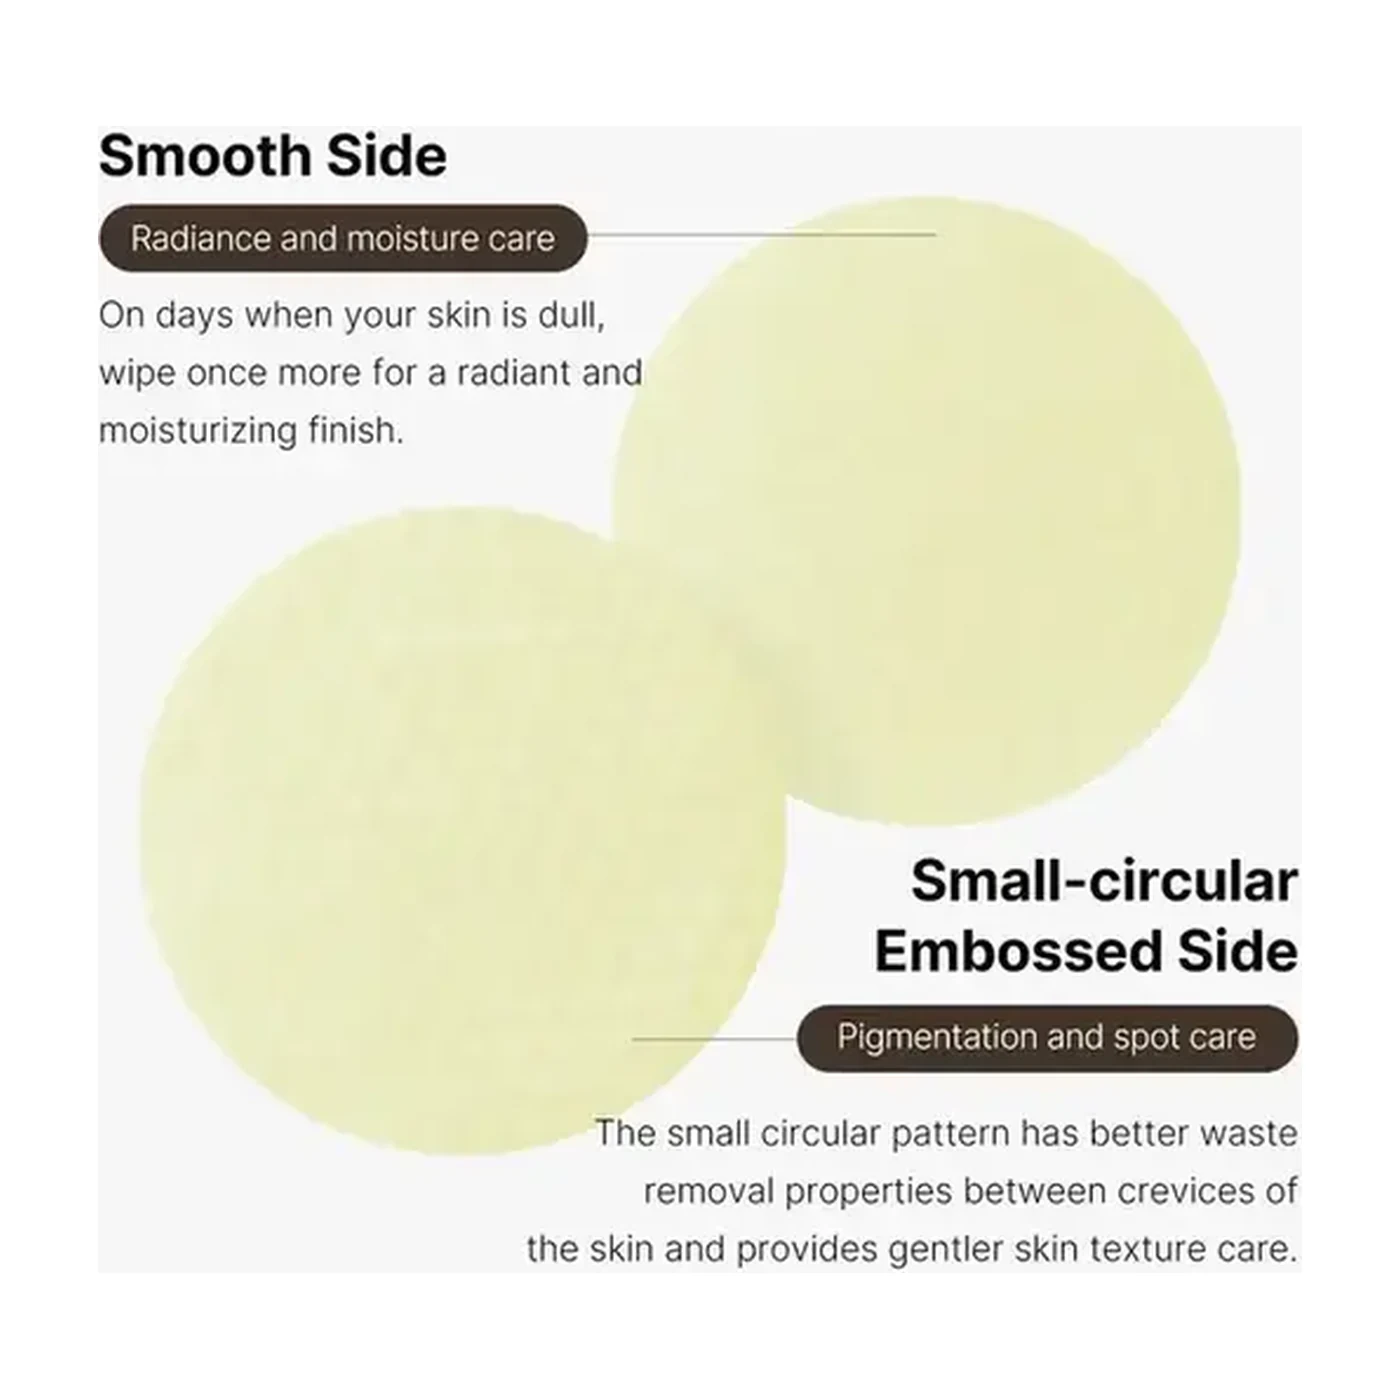 Smooth Side
Radiance and moisture care
On days when your skin is dull,
wipe once more for a radiant and
moisturizing finish.
Small-circular
Embossed Side
Pigmentation and spot care
The small circular pattern has better waste
removal properties between crevices of
the skin and provides gentler skin texture care.